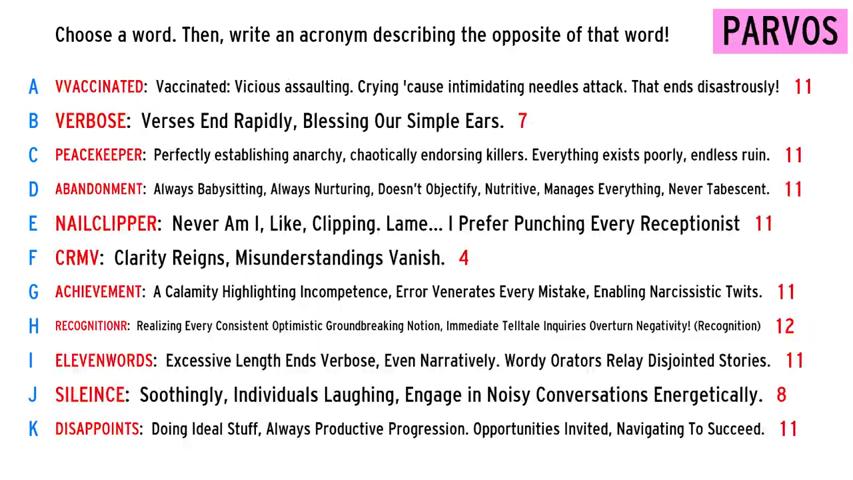 Choose a word. Then, write an acronym describing the opposite of that word!
PARVOS
A VVACCINATED: Vaccinated: Vicious assaulting. Crying 'cause intimidating needles attack. That ends disastrously! 11
B VERBOSE: Verses End Rapidly, Blessing Our Simple Ears. 7
C PEACEKEEPER: Perfectly establishing anarchy, chaotically endorsing killers. Everything exists poorly, endless ruin. 11
D ABANDONMENT: Always Babysitting, Always Nurturing, Doesn't Objectify, Nutritive, Manages Everything, Never Tabescent. 11
E NAILCLIPPER: Never Am I, Like, Clipping. Lame... I Prefer Punching Every Receptionist 11
F CRMV: Clarity Reigns, Misunderstandings Vanish. 4
G ACHIEVEMENT: A Calamity Highlighting Incompetence, Error Venerates Every Mistake, Enabling Narcissistic Twits. 11
H RECOGNITIONR: Realizing Every Consistent Optimistic Groundbreaking Notion, Immediate Telltale Inquiries Overturn Negativity! (Recognition) 12
I ELEVENWORDS: Excessive Length Ends Verbose, Even Narratively. Wordy Orators Relay Disjointed Stories. 11
J SILEINCE: Soothingly, Individuals Laughing, Engage in Noisy Conversations Energetically. 8
K DISAPPOINTS: Doing Ideal Stuff, Always Productive Progression. Opportunities Invited, Navigating To Succeed. 11